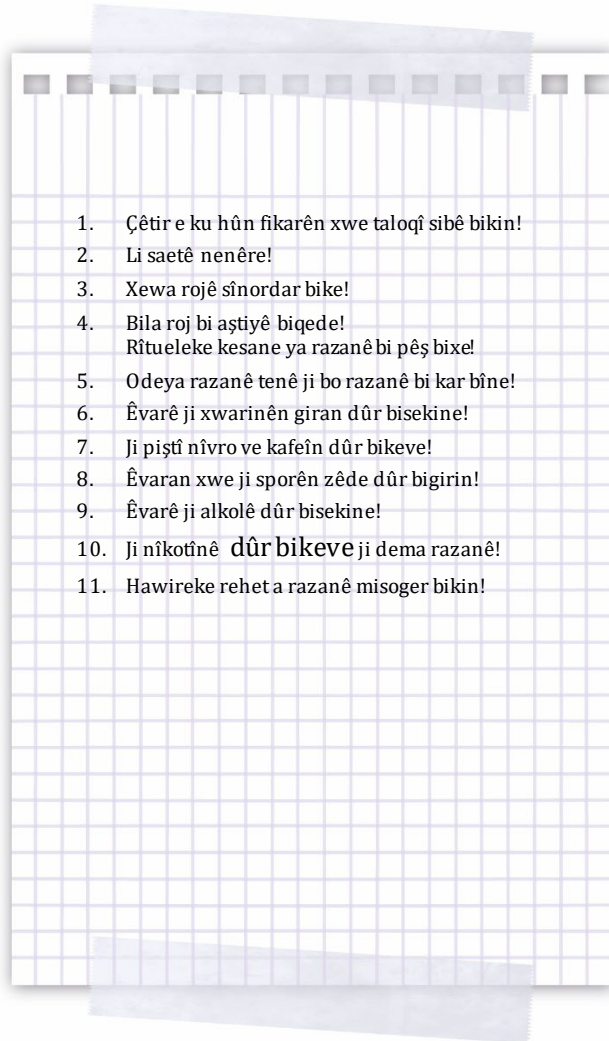 1. Çêtir e ku hûn fikarên xwe taloqî sibê bikin!
2. Li saetê nenêre!
3. Xewa rojê sînordar bike!
4. Bila roj bi aştiyê biqede!
Rîtueleke kesane ya razanê bi pêş bixe!
5. Odeya razanê tenê ji bo razanê bi kar bîne!
6. Êvarê ji xwarinên giran dûr bisekine!
7. Ji piştî nîvro ve kafeîn dûr bikeve!
8. Êvaran xwe ji sporên zêde dûr bigirin!
9. Êvarê ji alkolê dûr bisekine!
10. Ji nîkotînê dûr bikeve ji dema razanê!
11. Hawireke rehet a razanê misoger bikin!